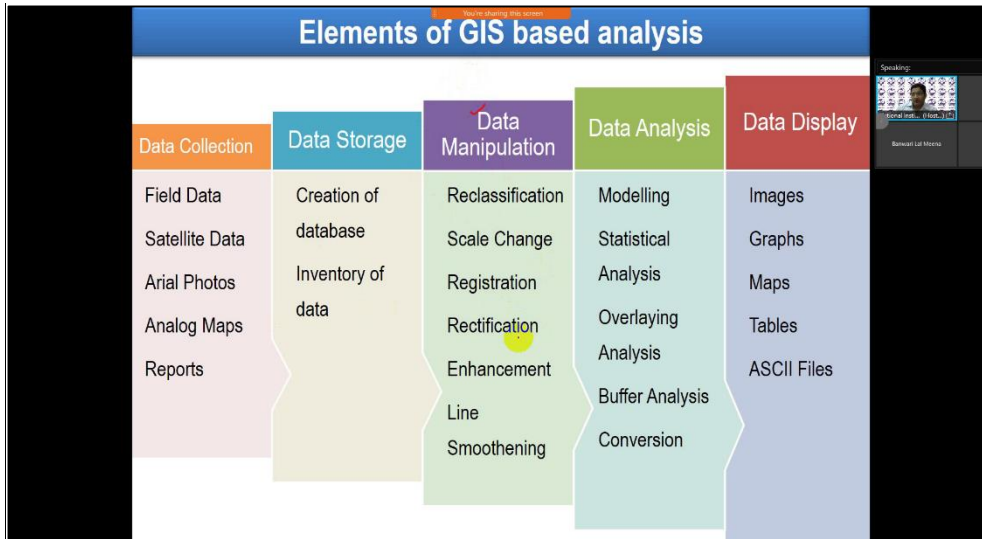 You're sharing this screen
Elements of GIS based analysis
Speaking:
tional Insti... (Host...)
Banwari Lal Meena
Data Collection
Field Data
Satellite Data
Arial Photos
Analog Maps
Reports
Data Storage
Creation of
database
Inventory of
data
Data
Manipulation
Reclassification
Scale Change
Registration
Rectification
Enhancement
Line
Smoothening
Data Analysis
Modelling
Statistical
Analysis
Overlaying
Analysis
Buffer Analysis
Conversion
Data Display
Images
Graphs
Maps
Tables
ASCII Files